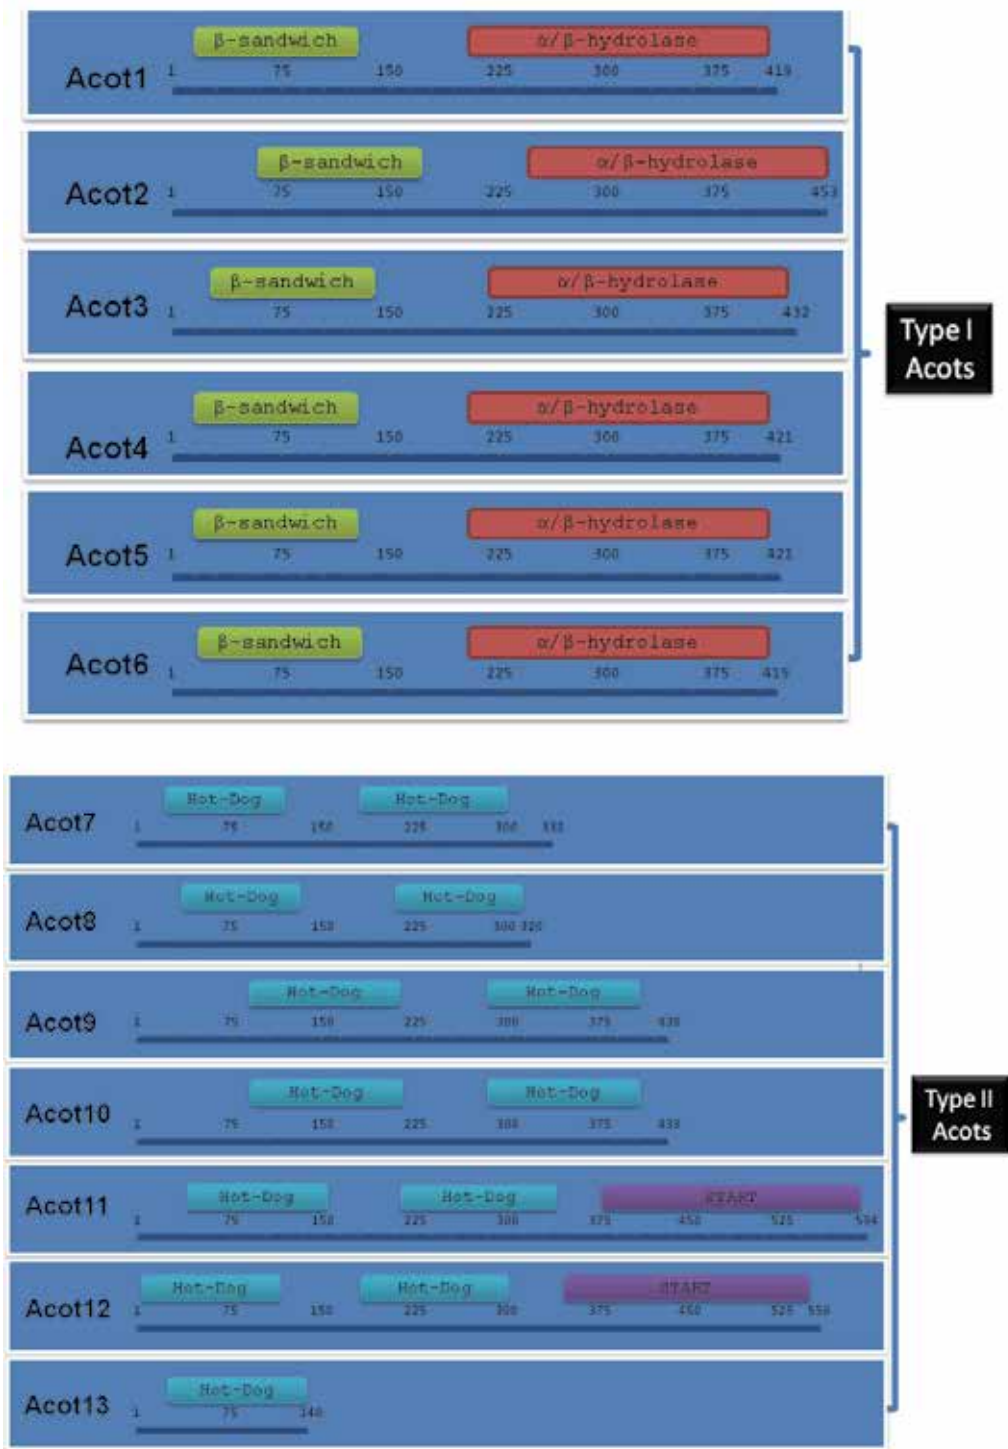 β-sandwich α/β-hydrolase
Acot1 1 75 150 225 300 375 419
β-sandwich α/β-hydrolase
Acot2 1 75 150 225 300 375 453
β-sandwich α/β-hydrolase
Acot3 1 75 150 225 300 375 432
Type I
Acots
β-sandwich α/β-hydrolase
Acot4 1 75 150 225 300 375 421
β-sandwich α/β-hydrolase
Acot5 1 75 150 225 300 375 421
β-sandwich α/β-hydrolase
Acot6 1 75 150 225 300 375
Hot-Dog Hot-Dog
Acot7 1 75 150 225 300
Hot-Dog Hot-Dog
Acot8 1 75 150 225 300 320
Hot-Dog Hot-Dog
Acot9 1 75 150 225 300 375
Hot-Dog Hot-Dog
Acot10 1 75 150 225 300 375
Type II
Acots
Hot-Dog Hot-Dog START
Acot11 1 75 150 225 300 375 450 525 594
Hot-Dog Hot-Dog START
Acot12 1 75 150 225 300 375 450 525
Hot-Dog
Acot13 1 75 140